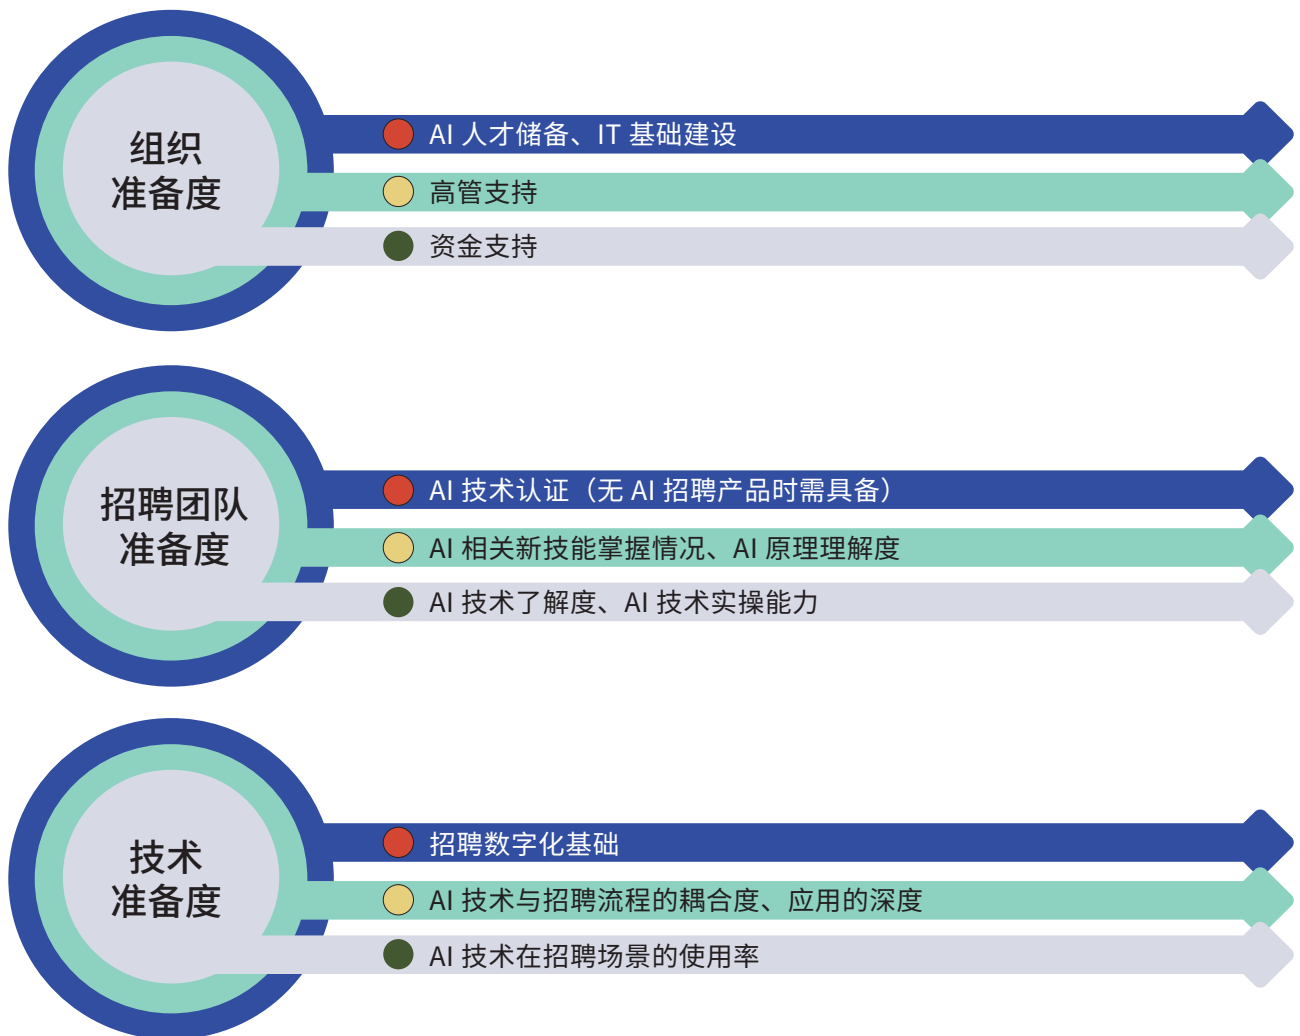 组织
准备度
AI 人才储备、IT 基础建设
高管支持
资金支持
招聘团队
准备度
AI 技术认证（无 AI 招聘产品时需具备）
AI 相关新技能掌握情况、AI 原理理解度
AI 技术了解度、AI 技术实操能力
技术
准备度
招聘数字化基础
AI 技术与招聘流程的耦合度、应用的深度
AI 技术在招聘场景的使用率